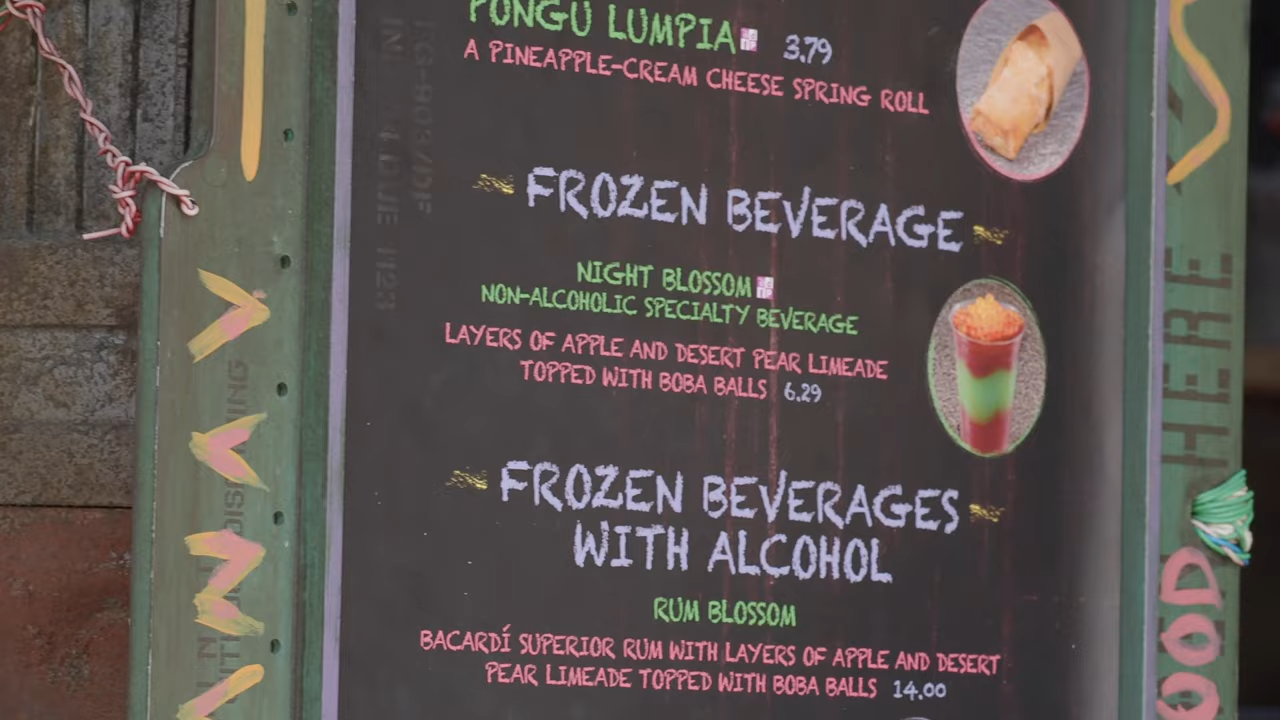 PONGU LUMPIA 3.79
A PINEAPPLE-CREAM CHEESE SPRING ROLL
FROZEN BEVERAGE
NIGHT BLOSSOM
NON-ALCOHOLIC SPECIALTY BEVERAGE
LAYERS OF APPLE AND DESERT PEAR LIMEADE
TOPPED WITH BOBA BALLS 6.29
FROZEN BEVERAGES
WITH ALCOHOL
RUM BLOSSOM
BACARDÍ SUPERIOR RUM WITH LAYERS OF APPLE AND DESERT
PEAR LIMEADE TOPPED WITH BOBA BALLS 14.00
HERE